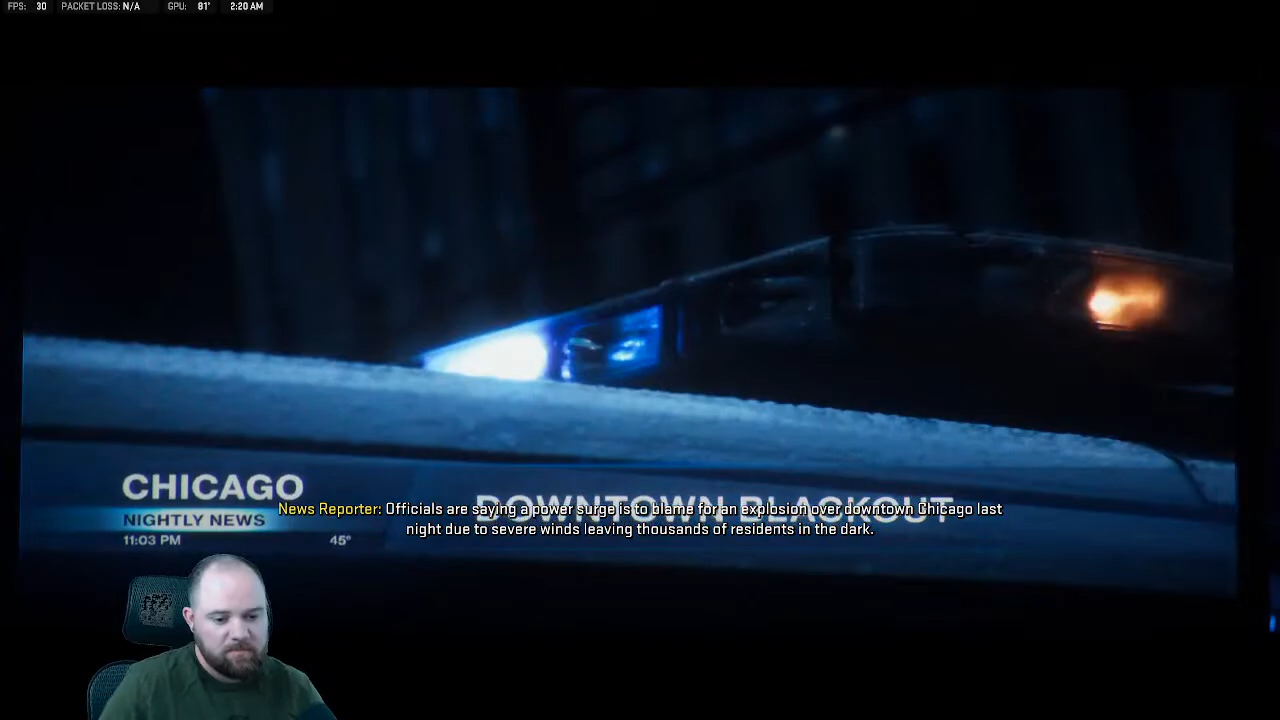 FPS: 30 PACKET LOSS: N/A GPU: 81° 2:20 AM
CHICAGO
NIGHTLY NEWS
11:03 PM 45°
DOWNTOWN BLACKOUT
News Reporter: Officials are saying a power surge is to blame for an explosion over downtown Chicago last
night due to severe winds leaving thousands of residents in the dark.